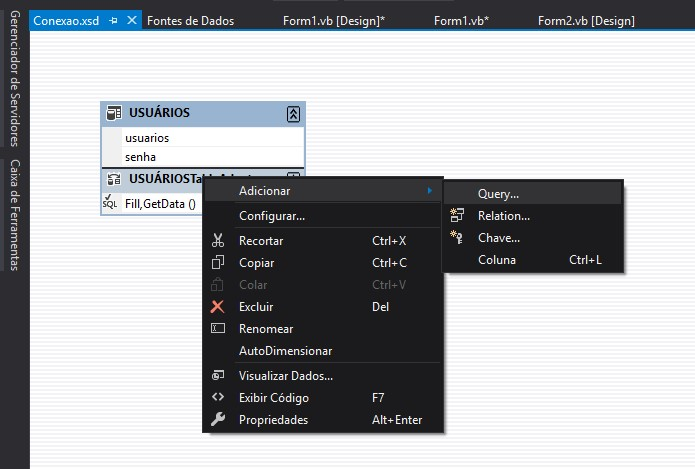 Conexao.xsd
Fontes de Dados
Form1.vb [Design]*
Form1.vb*
Form2.vb [Design]
Gerenciador de Servidores
Caixa de Ferramentas
USUÁRIOS
usuarios
senha
USUÁRIOSTableAdapter
SQL Fill,GetData ()
Adicionar
Configurar...
Recortar Ctrl+X
Copiar Ctrl+C
Colar Ctrl+V
Excluir Del
Renomear
AutoDimensionar
Visualizar Dados...
Exibir Código F7
Propriedades Alt+Enter
Query...
Relation...
Chave...
Coluna Ctrl+L